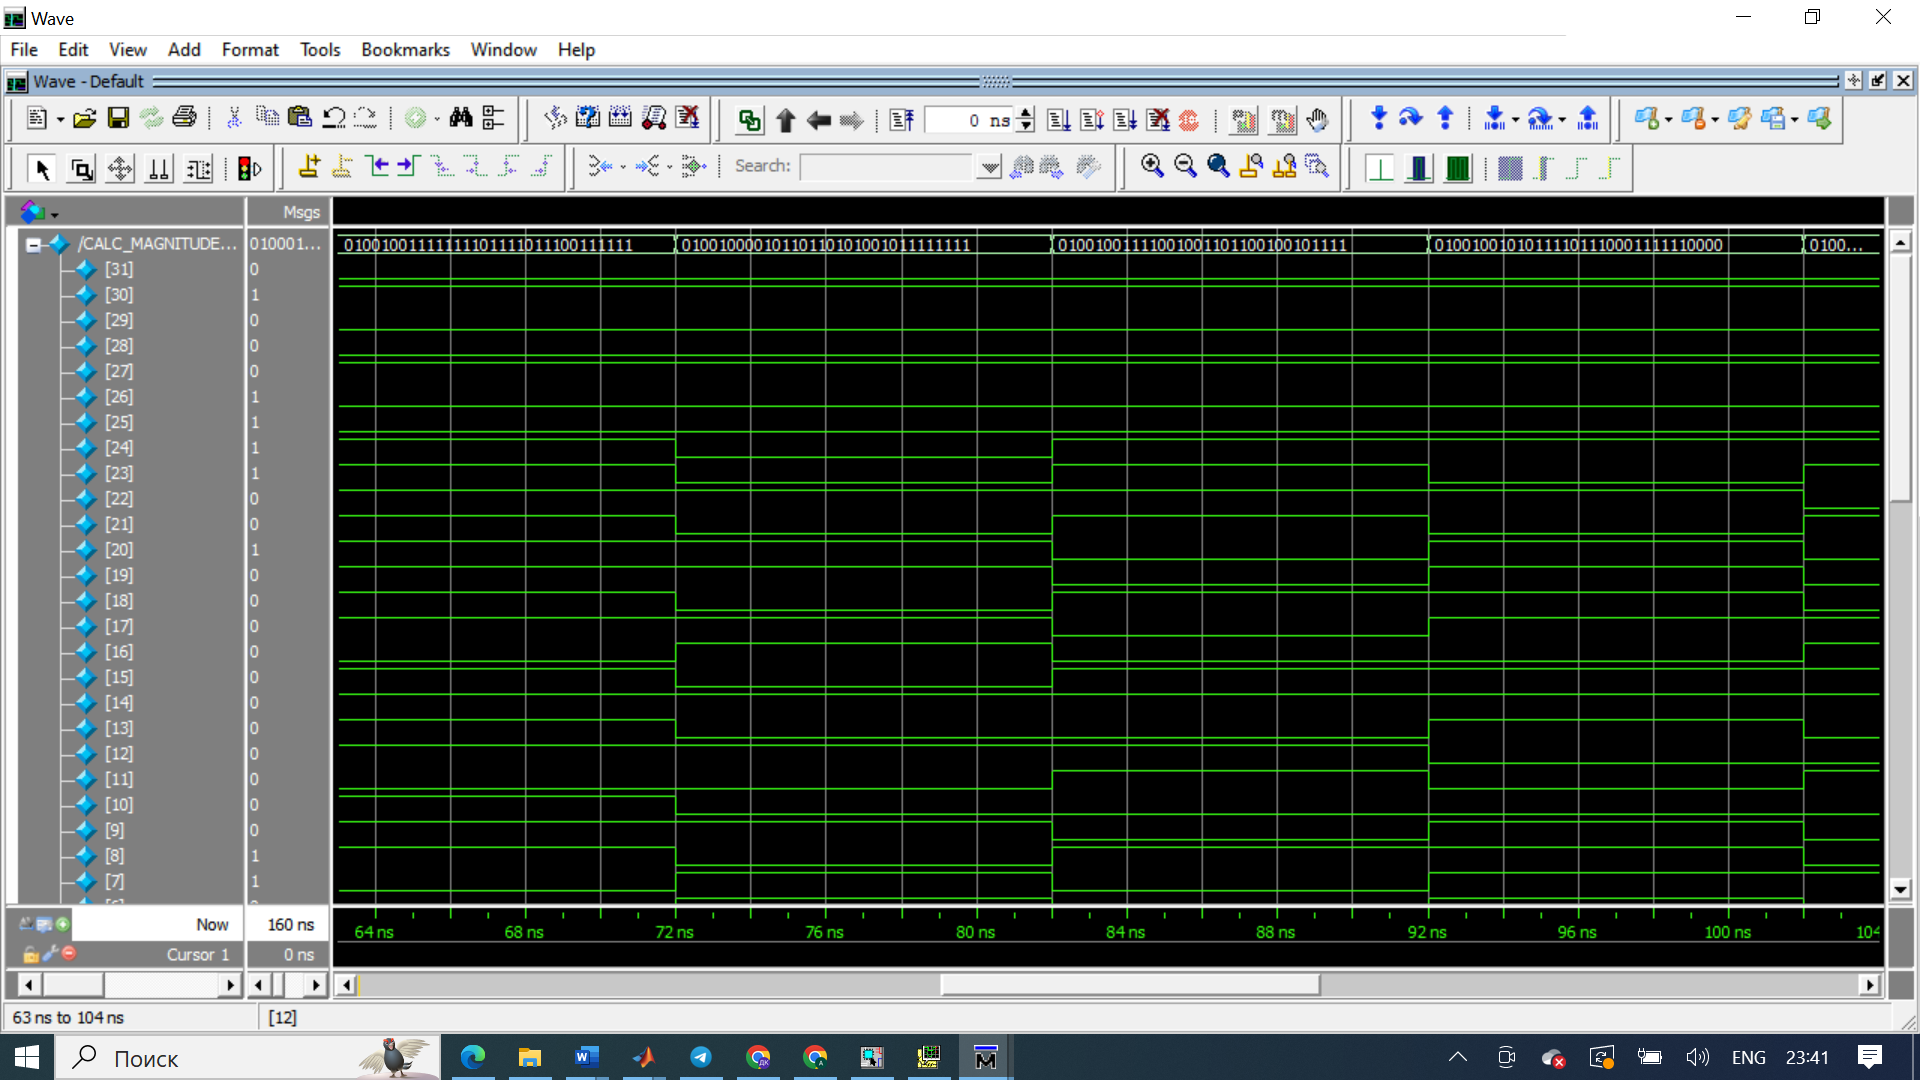 Wave
File Edit View Add Format Tools Bookmarks Window Help
Wave - Default
0 ns
Search:
Msgs
/CALC_MAGNITUDE... 010001... 01001001111111101111011100111111 01001000010110110101001011111111 01001001111001001101100100101111 01001001010111101110001111110000 0100...
[31] 0
[30] 1
[29] 0
[28] 0
[27] 0
[26] 1
[25] 1
[24] 1
[23] 1
[22] 0
[21] 0
[20] 1
[19] 0
[18] 0
[17] 0
[16] 0
[15] 0
[14] 0
[13] 0
[12] 0
[11] 0
[10] 0
[9] 0
[8] 1
[7] 1
Now 160 ns
64 ns 68 ns 72 ns 76 ns 80 ns 84 ns 88 ns 92 ns 96 ns 100 ns 104
Cursor 1 0 ns
63 ns to 104 ns [12]
Поиск
ENG 23:41